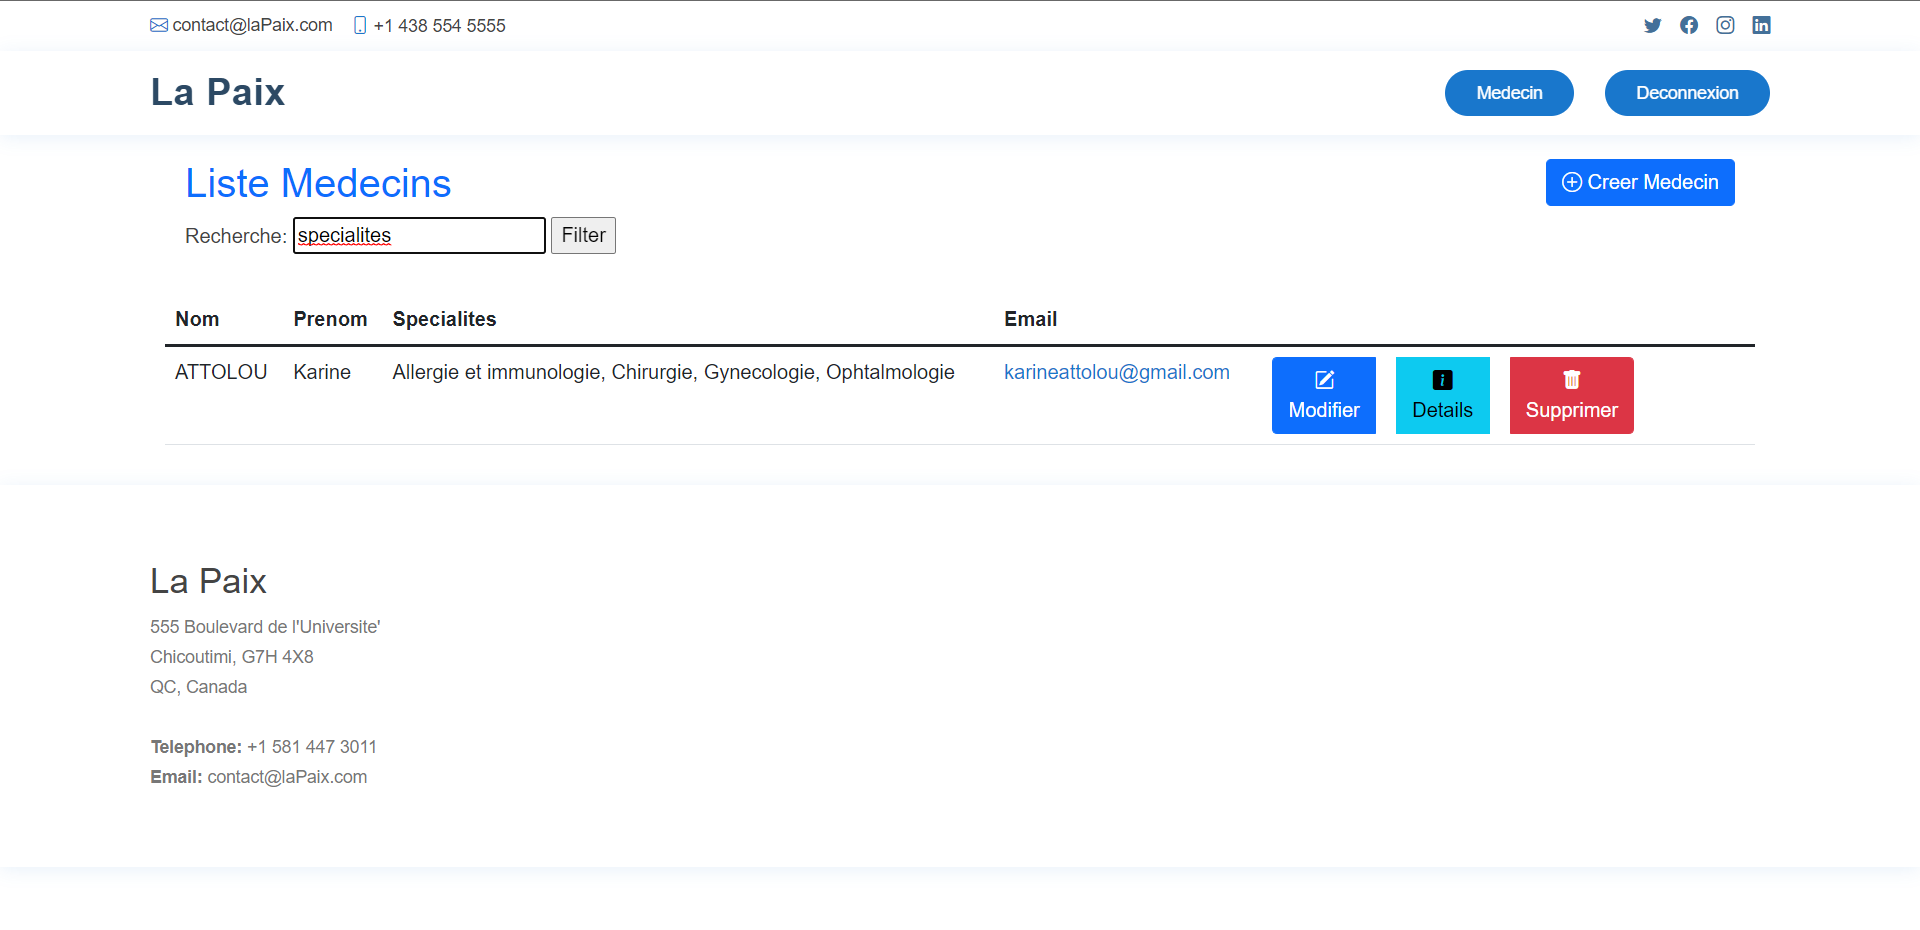 contact@laPaix.com +1 438 554 5555
La Paix Medecin Deconnexion
Liste Medecins Creer Medecin
Recherche: specialites Filter
Nom Prenom Specialites Email
ATTOLOU Karine Allergie et immunologie, Chirurgie, Gynecologie, Ophtalmologie karineattolou@gmail.com Modifier Details Supprimer
La Paix
555 Boulevard de l'Universite'
Chicoutimi, G7H 4X8
QC, Canada
Telephone: +1 581 447 3011
Email: contact@laPaix.com